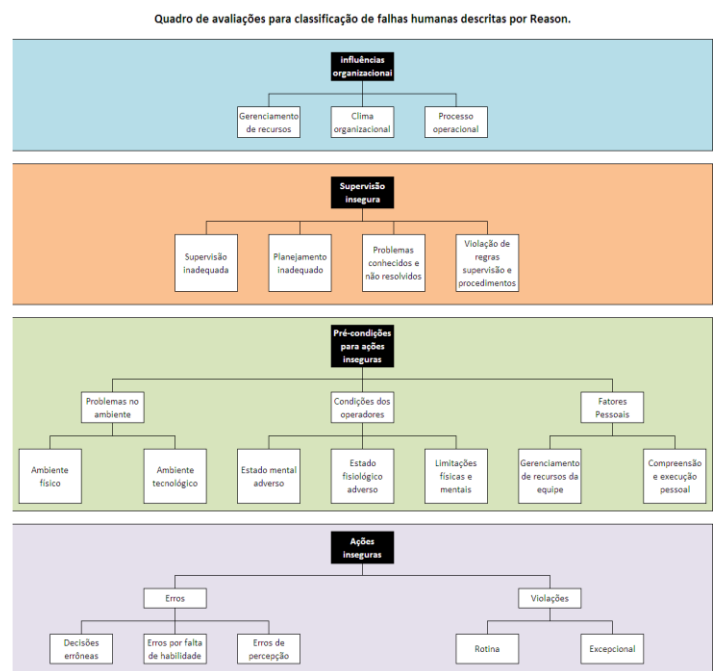 Quadro de avaliações para classificação de falhas humanas descritas por Reason.
influências
organizacionai
Gerenciamento
de recursos
Clima
organizacional
Processo
operacional
Supervisão
insegura
Supervisão
inadequada
Planejamento
inadequado
Problemas
conhecidos e
não resolvidos
Violação de
regras
supervisão e
procedimentos
Pré-condições
para ações
inseguras
Problemas no
ambiente
Condições dos
operadores
Fatores
Pessoais
Ambiente
físico
Ambiente
tecnológico
Estado mental
adverso
Estado
fisiológico
adverso
Limitações
físicas e
mentais
Gerenciamento
de recursos da
equipe
Compreensão
e execução
pessoal
Ações
inseguras
Erros
Violações
Decisões
errôneas
Erros por falta
de habilidade
Erros de
percepção
Rotina
Excepcional